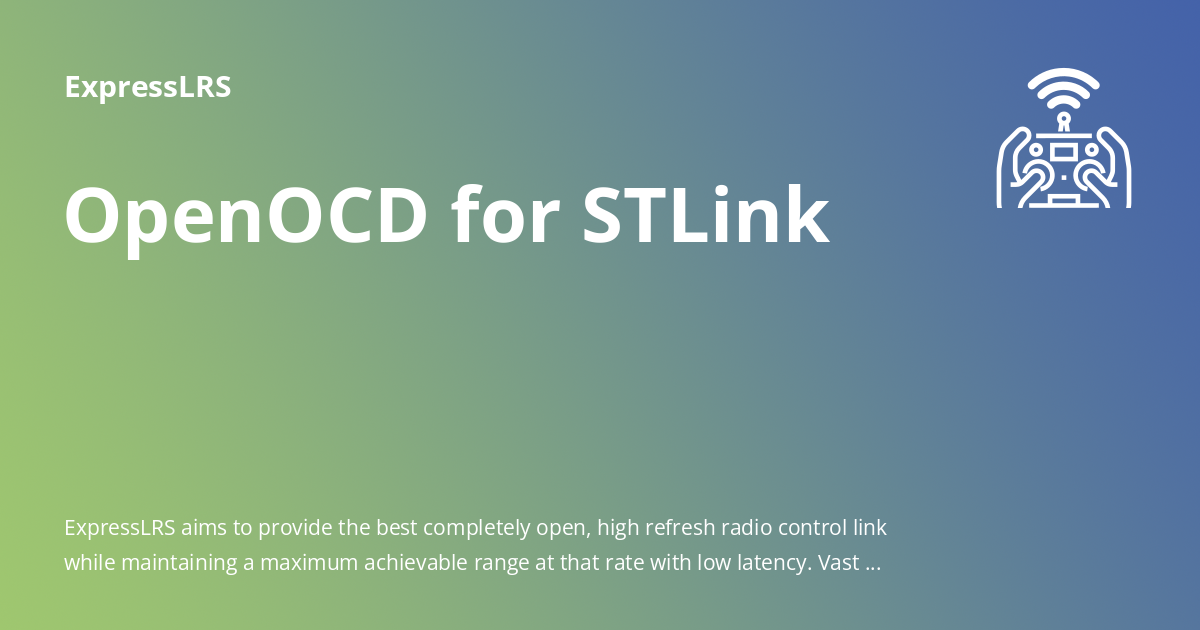 ExpressLRS
OpenOCD for STLink
ExpressLRS aims to provide the best completely open, high refresh radio control link
while maintaining a maximum achievable range at that rate with low latency. Vast ...